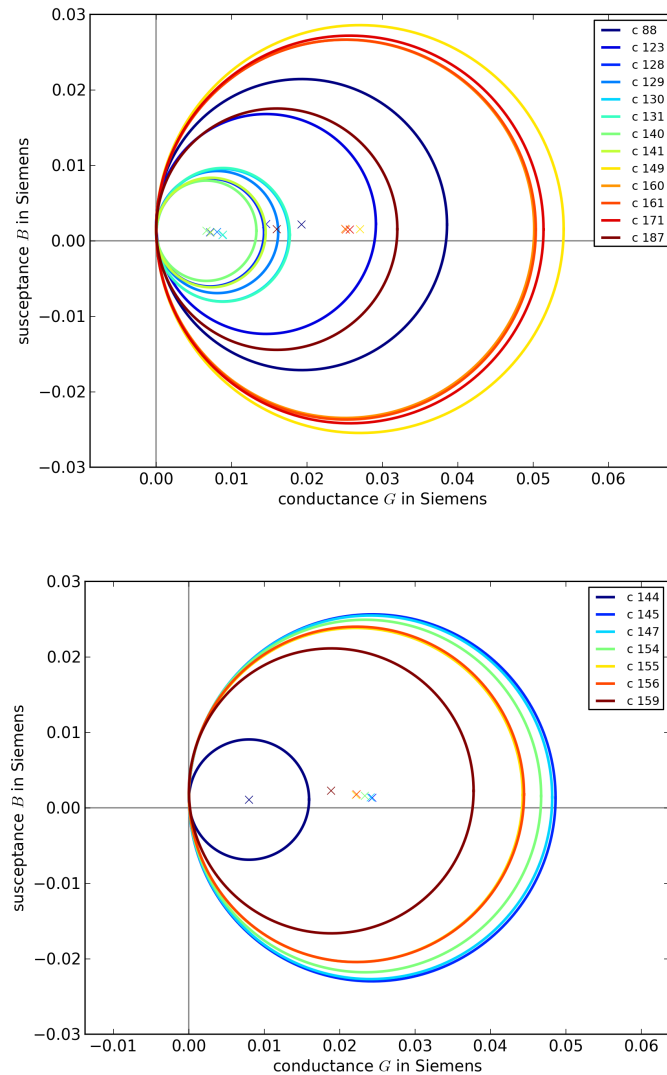 0.03
0.02
0.01
0.00
−0.01
−0.02
−0.03
susceptance B in Siemens
0.00 0.01 0.02 0.03 0.04 0.05 0.06
conductance G in Siemens
c 88
c 123
c 128
c 129
c 130
c 131
c 140
c 141
c 149
c 160
c 161
c 171
c 187
0.03
0.02
0.01
0.00
−0.01
−0.02
−0.03
susceptance B in Siemens
−0.01 0.00 0.01 0.02 0.03 0.04 0.05 0.06
conductance G in Siemens
c 144
c 145
c 147
c 154
c 155
c 156
c 159